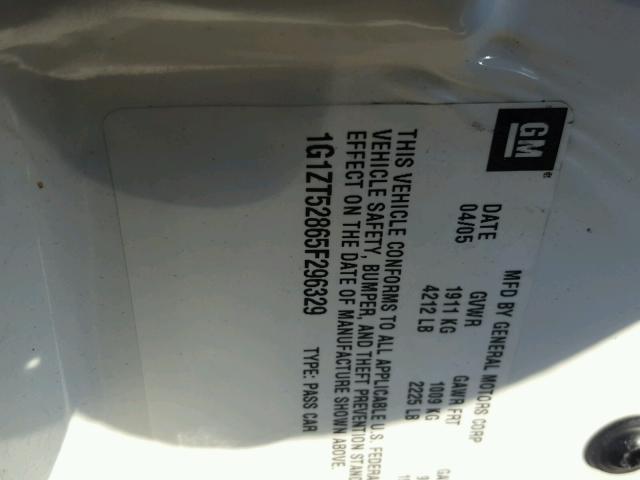 GM
MFD BY GENERAL MOTORS CORP
DATE GVWR GAWR FRT
04/05 1911 KG 1009 KG
4212 LB 2225 LB
THIS VEHICLE CONFORMS TO ALL APPLICABLE U.S.
VEHICLE SAFETY, BUMPER, AND THEFT PREVENTION
EFFECT ON THE DATE OF MANUFACTURE SHOWN ABOVE.
1G1ZT52865F296329 TYPE: PASS CAR